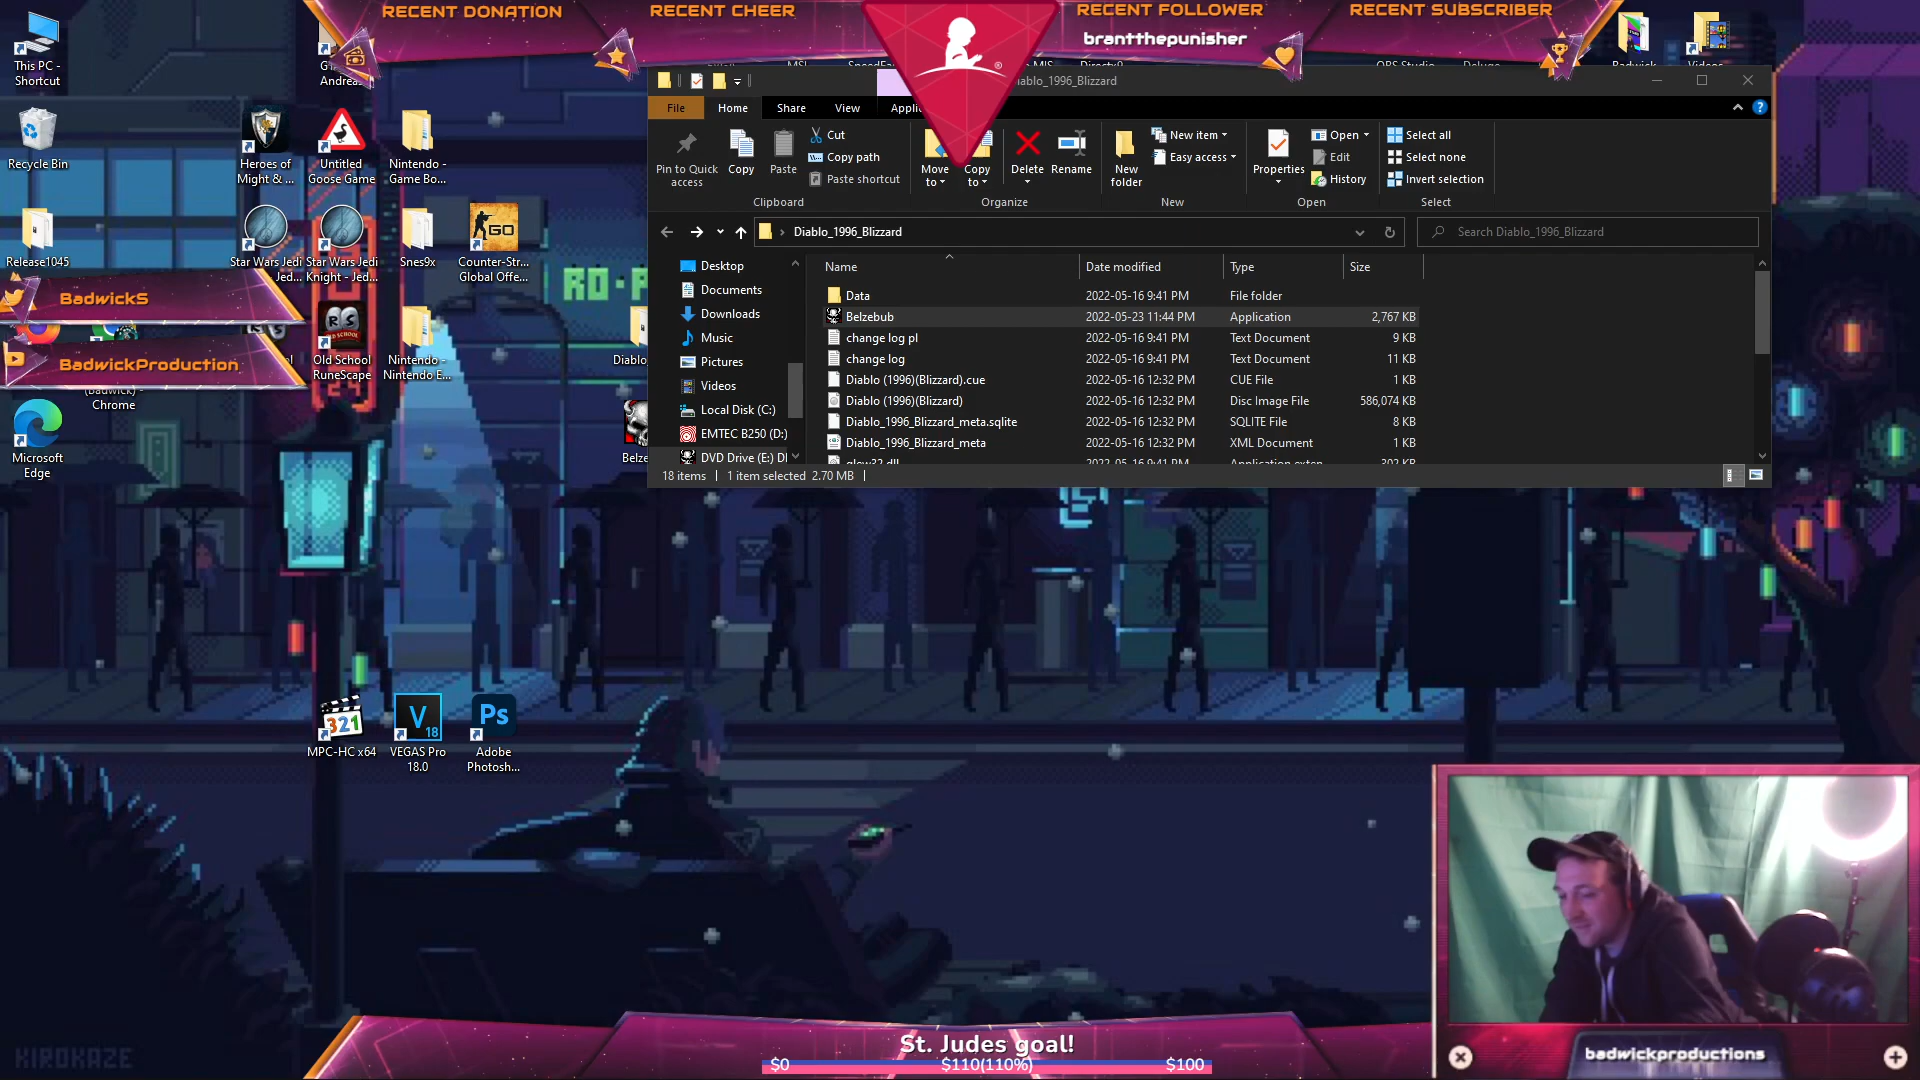 RECENT DONATION
RECENT CHEER
RECENT FOLLOWER
brantthepunisher
RECENT SUBSCRIBER
This PC -
Shortcut
Recycle Bin
Release1045
BadwickS
BadwickProduction
(Badwick) -
Chrome
Microsoft
Edge
Heroes of
Might & ...
Untitled
Goose Game
Nintendo -
Game Bo...
Star Wars Jedi
Star Wars Jedi
Knight - Jed...
Snes9x
GO
Counter-Str...
Global Offe...
RS
Old School
RuneScape
Nintendo -
Nintendo E...
321
MPC-HC x64
V
18
VEGAS Pro
18.0
Ps
Adobe
Photosh...
Videos
iablo_1996_Blizzard
File
Home
Share
View
Pin to Quick
access
Copy
Paste
Cut
Copy path
Paste shortcut
Clipboard
Move
to
Copy
to
Delete
Rename
Organize
New
folder
New item
Easy access
New
Properties
Open
Edit
History
Open
Select all
Select none
Invert selection
Select
Diablo_1996_Blizzard
Search Diablo_1996_Blizzard
Desktop
Documents
Downloads
Music
Pictures
Videos
Local Disk (C:)
EMTEC B250 (D:)
DVD Drive (E:) DI
Name Date modified Type Size
Data 2022-05-16 9:41 PM File folder
Belzebub 2022-05-23 11:44 PM Application 2,767 KB
change log pl 2022-05-16 9:41 PM Text Document 9 KB
change log 2022-05-16 9:41 PM Text Document 11 KB
Diablo (1996)(Blizzard).cue 2022-05-16 12:32 PM CUE File 1 KB
Diablo (1996)(Blizzard) 2022-05-16 12:32 PM Disc Image File 586,074 KB
Diablo_1996_Blizzard_meta.sqlite 2022-05-16 12:32 PM SQLITE File 8 KB
Diablo_1996_Blizzard_meta 2022-05-16 12:32 PM XML Document 1 KB
18 items 1 item selected 2.70 MB
St. Judes goal!
$0 $110(110%) $100
badwickproductions
KIROKAZE